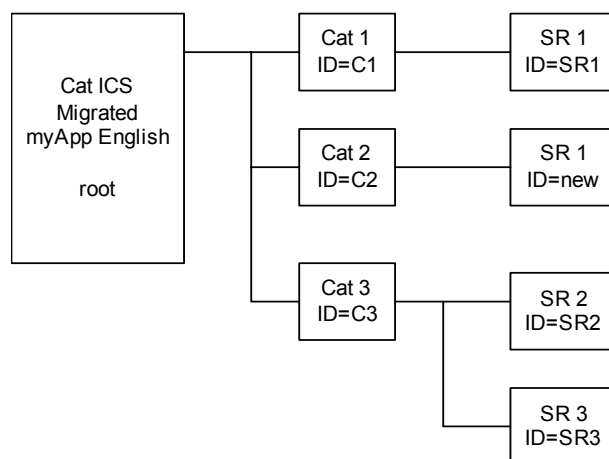 Cat ICS
Migrated
myApp English
root
Cat 1
ID=C1
SR 1
ID=SR1
Cat 2
ID=C2
SR 1
ID=new
Cat 3
ID=C3
SR 2
ID=SR2
SR 3
ID=SR3